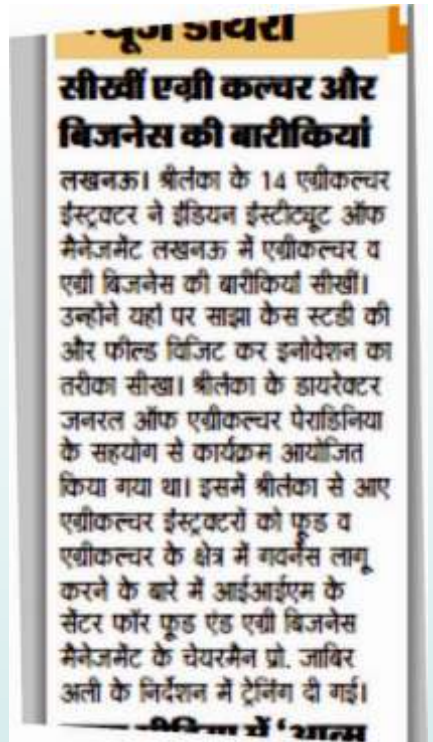 न्यूज डायरी
सीखीं एग्री कल्चर और
बिजनेस की बारीकियां
लखनऊ। श्रीलंका के 14 एग्रीकल्चर
इंस्ट्रक्टर ने इंडियन इंस्टीट्यूट ऑफ
मैनेजमेंट लखनऊ में एग्रीकल्चर व
एग्री बिजनेस की बारीकियां सीखीं।
उन्होंने यहां पर साझा केस स्टडी की
और फील्ड विजिट कर इनोवेशन का
तरीका सीखा। श्रीलंका के डायरेक्टर
जनरल ऑफ एग्रीकल्चर पेराडिनिया
के सहयोग से कार्यक्रम आयोजित
किया गया था। इसमें श्रीलंका से आए
एग्रीकल्चर इंस्ट्रक्टरों को फूड व
एग्रीकल्चर के क्षेत्र में गवर्नेंस लागू
करने के बारे में आईआईएम के
सेंटर फॉर फूड एंड एग्री बिजनेस
मैनेजमेंट के चेयरमैन प्रो. जाबिर
अली के निर्देशन में ट्रेनिंग दी गई।
में 'आत्म